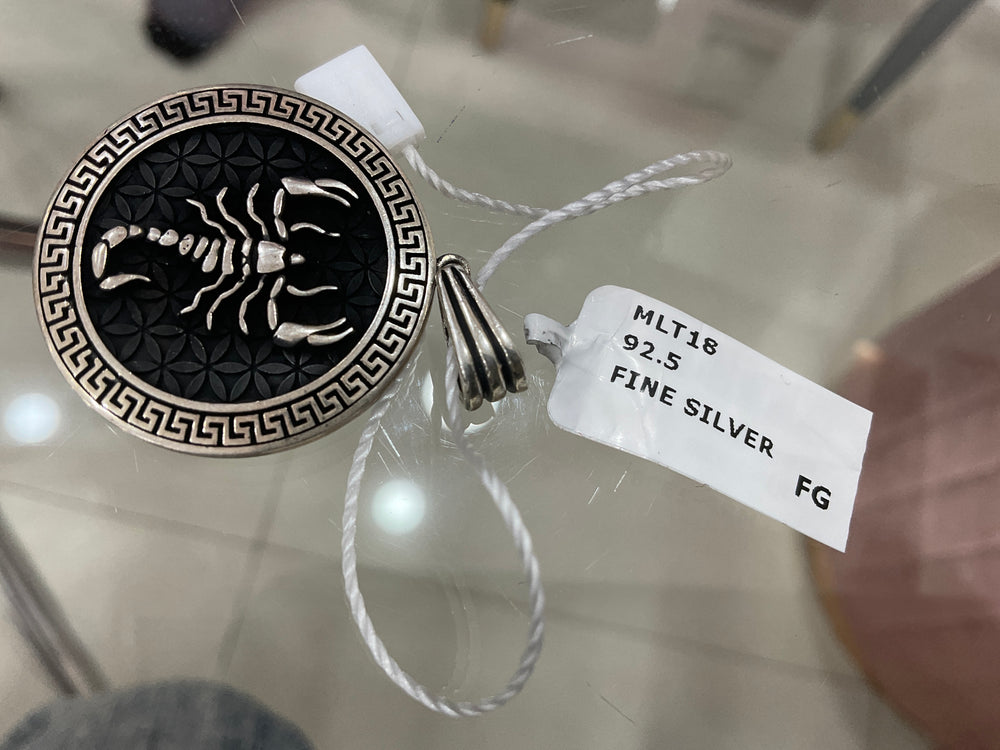 MLT18
92.5
FINE SILVER
FG